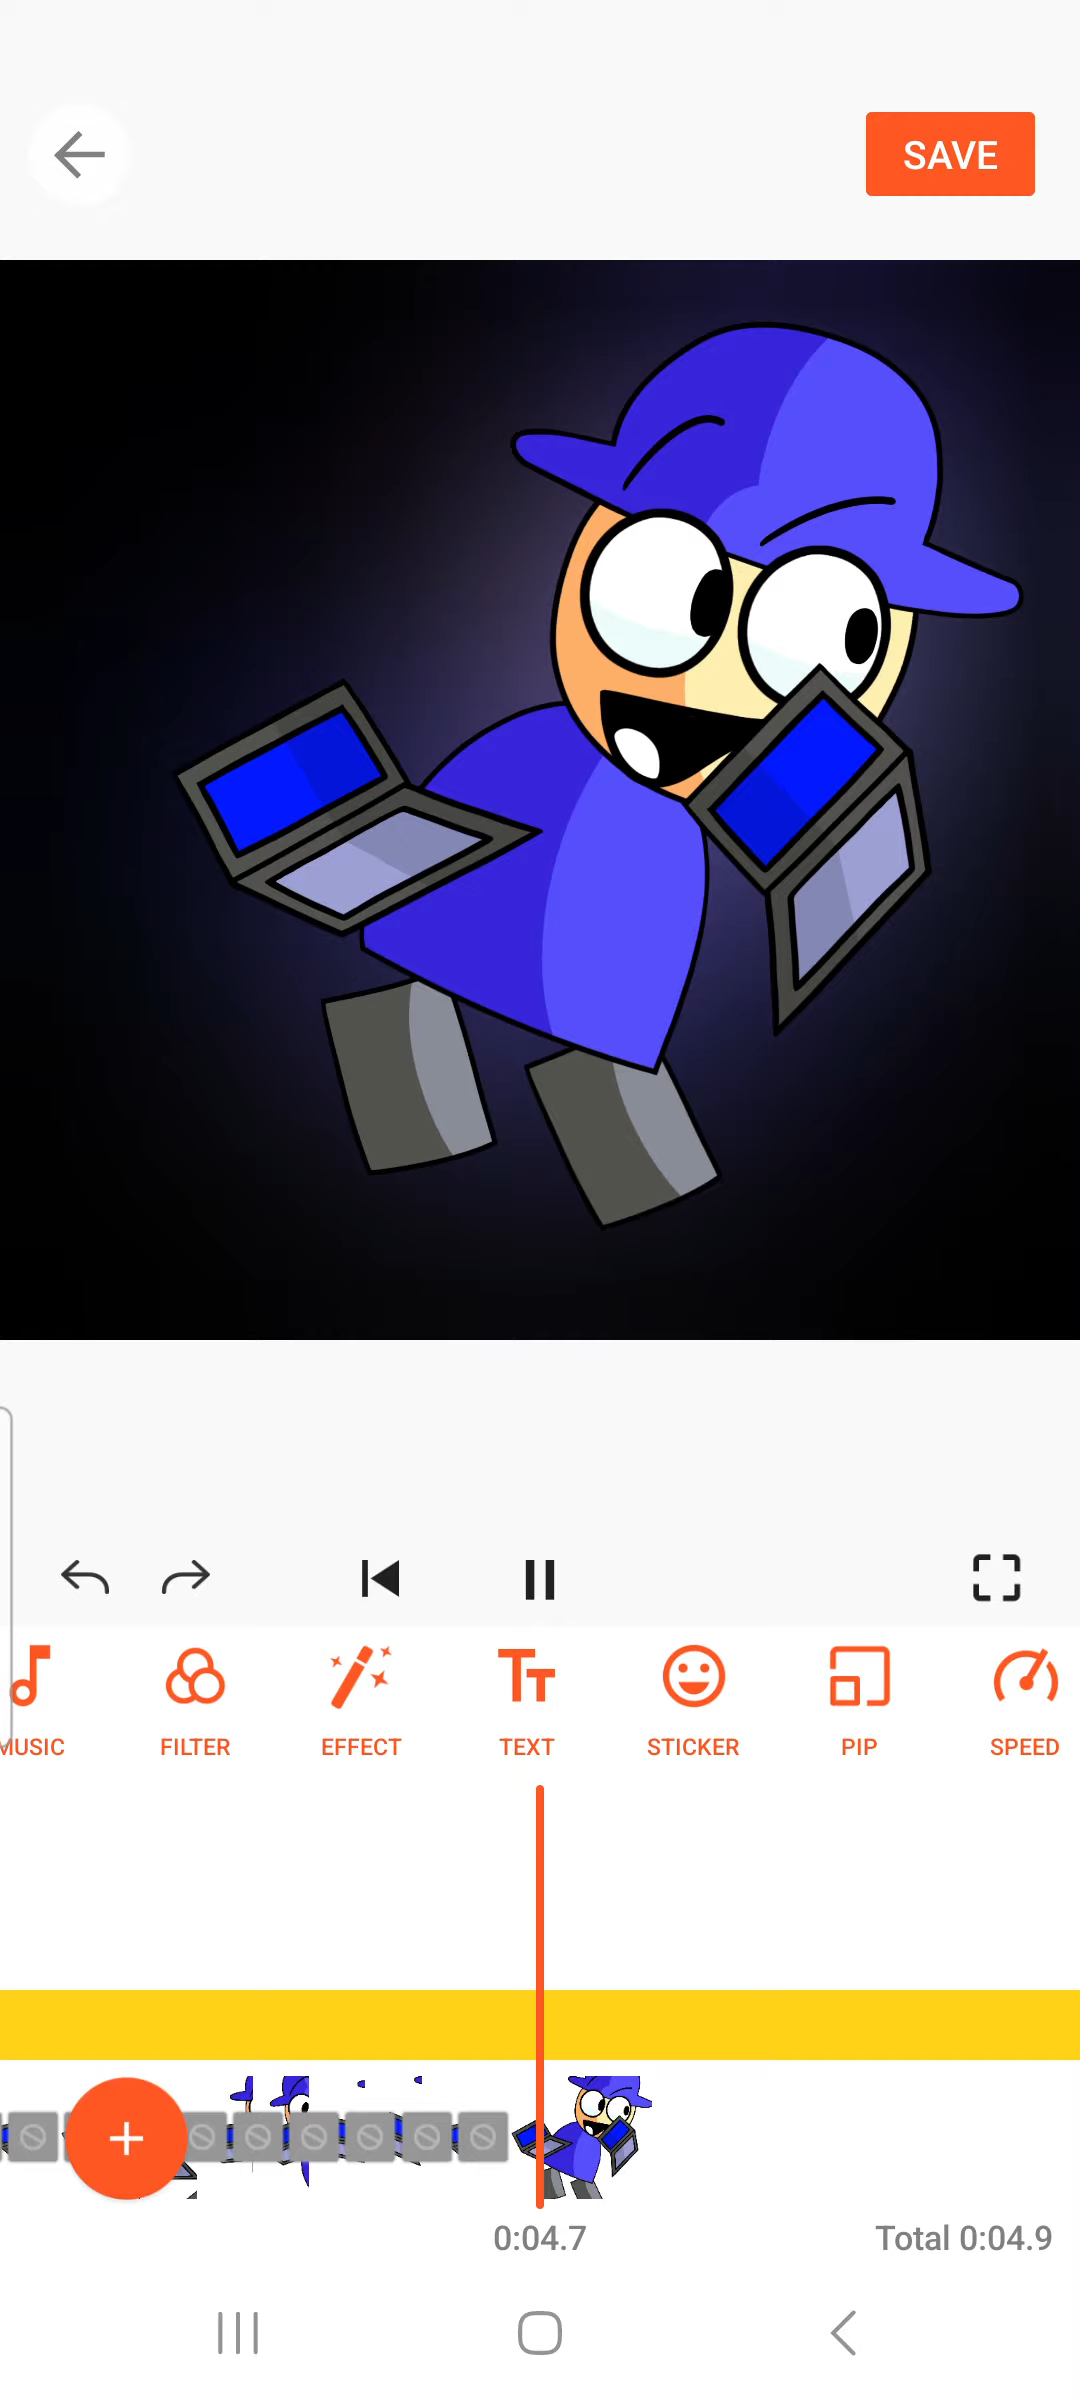 SAVE
MUSIC
FILTER
EFFECT
TEXT
STICKER
PIP
SPEED
0:04.7
Total 0:04.9